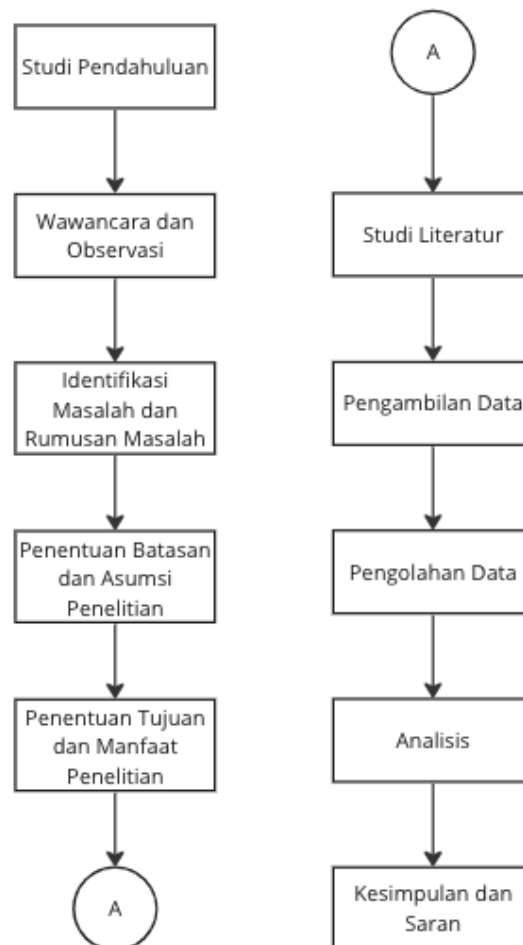 Studi Pendahuluan
Wawancara dan
Observasi
Identifikasi
Masalah dan
Rumusan Masalah
Penentuan Batasan
dan Asumsi
Penelitian
Penentuan Tujuan
dan Manfaat
Penelitian
A
A
Studi Literatur
Pengambilan Data
Pengolahan Data
Analisis
Kesimpulan dan
Saran